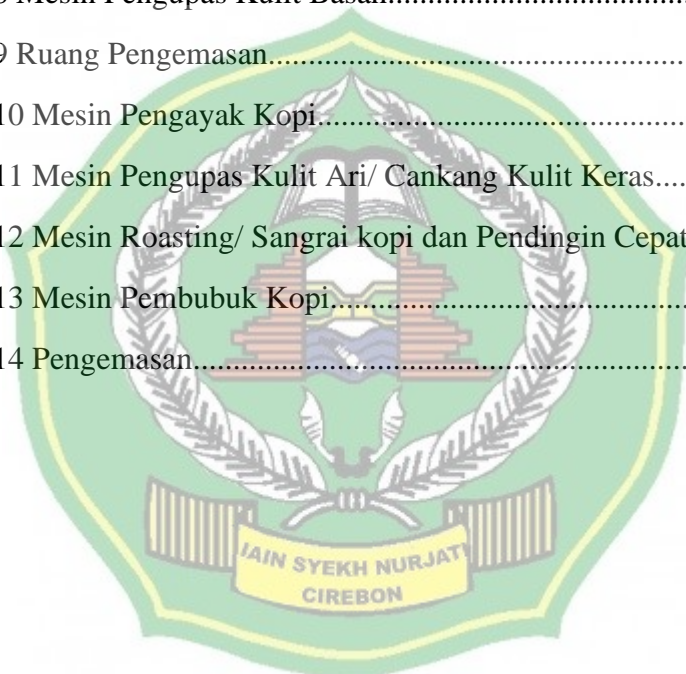 Mesin Pengupas Kulit Basah....................................
9 Ruang Pengemasan....................................................
10 Mesin Pengayak Kopi...............................................
11 Mesin Pengupas Kulit Ari/ Cankang Kulit Keras....
12 Mesin Roasting/ Sangrai kopi dan Pendingin Cepat
13 Mesin Pembubuk Kopi.............................................
14 Pengemasan..............................................................
IAIN SYEKH NURJATI
CIREBON